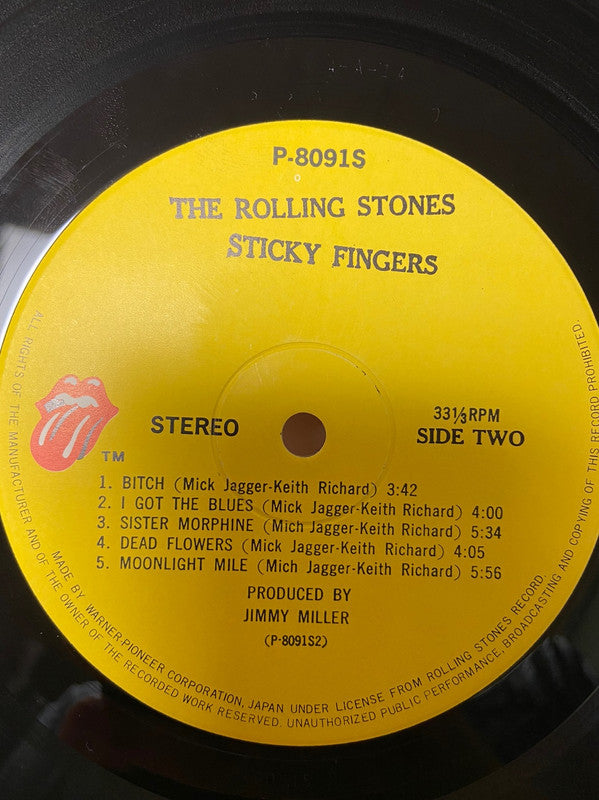 P-8091S
THE ROLLING STONES
STICKY FINGERS
STEREO
33⅓RPM
SIDE TWO
TM
1. BITCH (Mick Jagger-Keith Richard) 3:42
2. I GOT THE BLUES (Mick Jagger-Keith Richard) 4:00
3. SISTER MORPHINE (Mich Jagger-Keith Richard) 5:34
4. DEAD FLOWERS (Mick Jagger-Keith Richard) 4:05
5. MOONLIGHT MILE (Mich Jagger-Keith Richard) 5:56
PRODUCED BY
JIMMY MILLER
(P-8091S2)
ALL RIGHTS OF THE MANUFACTURER AND OF THE OWNER OF THE RECORDED WORK RESERVED. UNAUTHORIZED PUBLIC PERFORMANCE, BROADCASTING AND COPYING OF THIS RECORD PROHIBITED.
MADE BY WARNER-PIONEER CORPORATION, JAPAN UNDER LICENSE FROM ROLLING STONES RECORD.